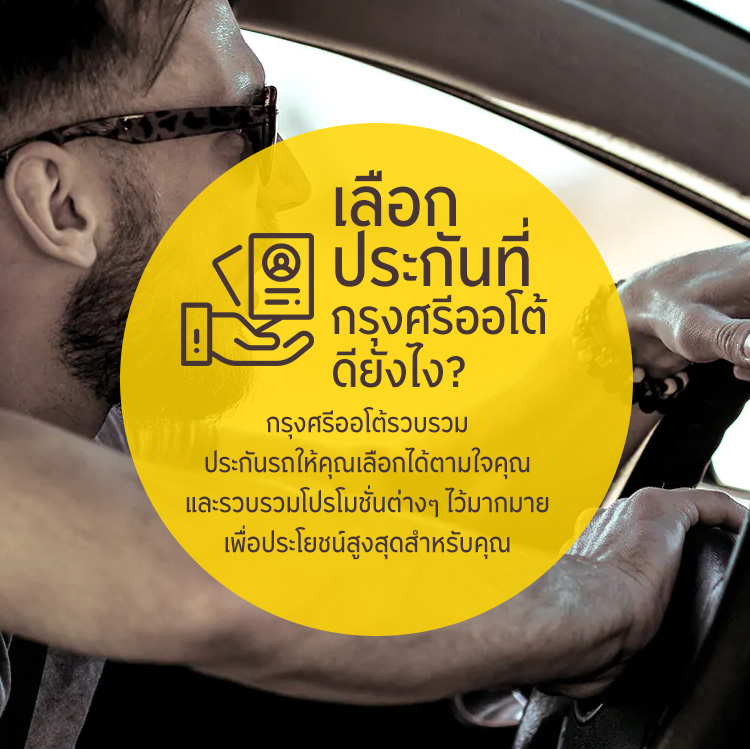 เลือก
ประกันที่
กรุงศรีออโต้
ดียังไง?
กรุงศรีออโต้รวบรวม
ประกันรถให้คุณเลือกได้ตามใจคุณ
และรวบรวมโปรโมชั่นต่างๆ ไว้มากมาย
เพื่อประโยชน์สูงสุดสำหรับคุณ